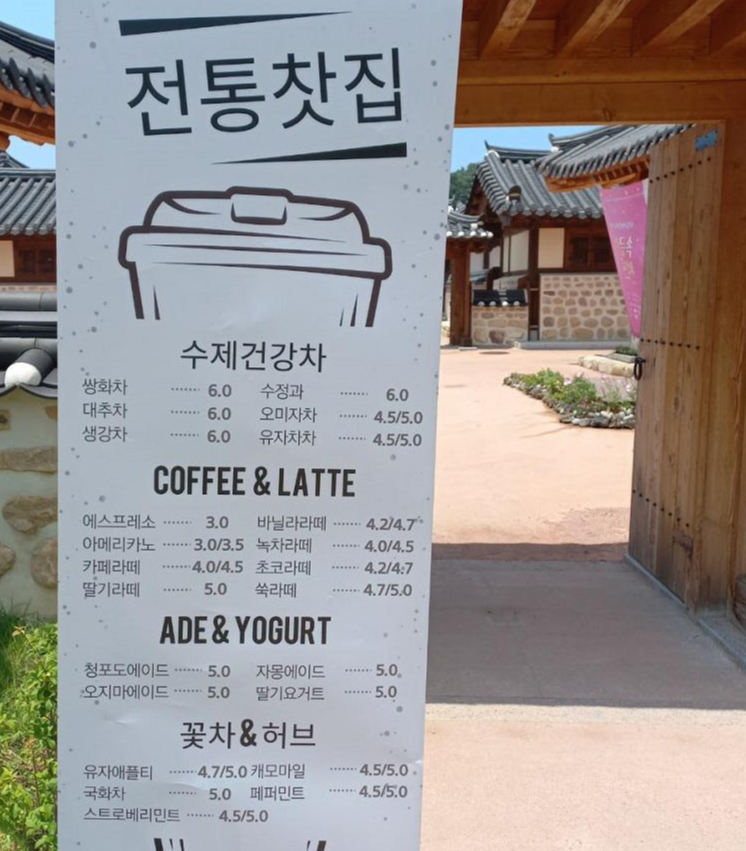 전통찻집
수제건강차
쌍화차 ······ 6.0 수정과 ······ 6.0
대추차 ······ 6.0 오미자차 ······ 4.5/5.0
생강차 ······ 6.0 유자차차 ······ 4.5/5.0
COFFEE & LATTE
에스프레소 ······ 3.0 바닐라라떼 ······ 4.2/4.7
아메리카노 ······ 3.0/3.5 녹차라떼 ······ 4.0/4.5
카페라떼 ······ 4.0/4.5 초코라떼 ······ 4.2/4.7
딸기라떼 ······ 5.0 쑥라떼 ······ 4.7/5.0
ADE & YOGURT
청포도에이드 ······ 5.0 자몽에이드 ······ 5.0
오지마에이드 ······ 5.0 딸기요거트 ······ 5.0
꽃차&허브
유자애플티 ······ 4.7/5.0 캐모마일 ······ 4.5/5.0
국화차 ······ 5.0 페퍼민트 ······ 4.5/5.0
스트로베리민트 ······ 4.5/5.0